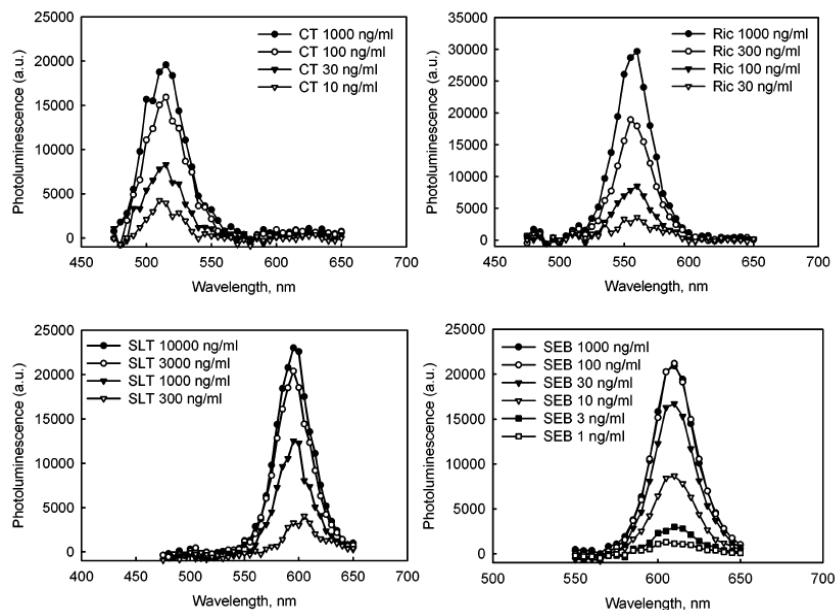 CT 1000 ng/ml
CT 100 ng/ml
CT 30 ng/ml
CT 10 ng/ml
Photoluminescence (a.u.)
25000
20000
15000
10000
5000
0
450 500 550 600 650 700
Wavelength, nm
Ric 1000 ng/ml
Ric 300 ng/ml
Ric 100 ng/ml
Ric 30 ng/ml
Photoluminescence (a.u.)
35000
30000
25000
20000
15000
10000
5000
0
450 500 550 600 650 700
Wavelength, nm
SLT 10000 ng/ml
SLT 3000 ng/ml
SLT 1000 ng/ml
SLT 300 ng/ml
Photoluminescence (a.u.)
25000
20000
15000
10000
5000
0
450 500 550 600 650 700
Wavelength, nm
SEB 1000 ng/ml
SEB 100 ng/ml
SEB 30 ng/ml
SEB 10 ng/ml
SEB 3 ng/ml
SEB 1 ng/ml
Photoluminescence (a.u.)
25000
20000
15000
10000
5000
0
500 550 600 650 700
Wavelength, nm